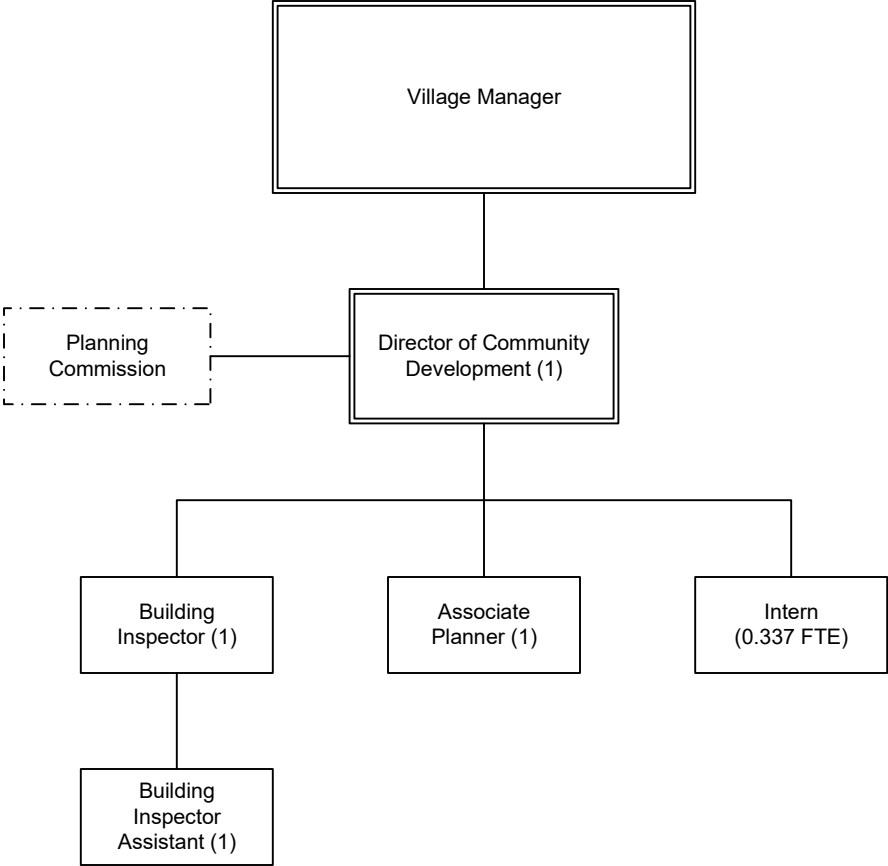 Village Manager
Planning
Commission
Director of Community
Development (1)
Building
Inspector (1)
Associate
Planner (1)
Intern
(0.337 FTE)
Building
Inspector
Assistant (1)